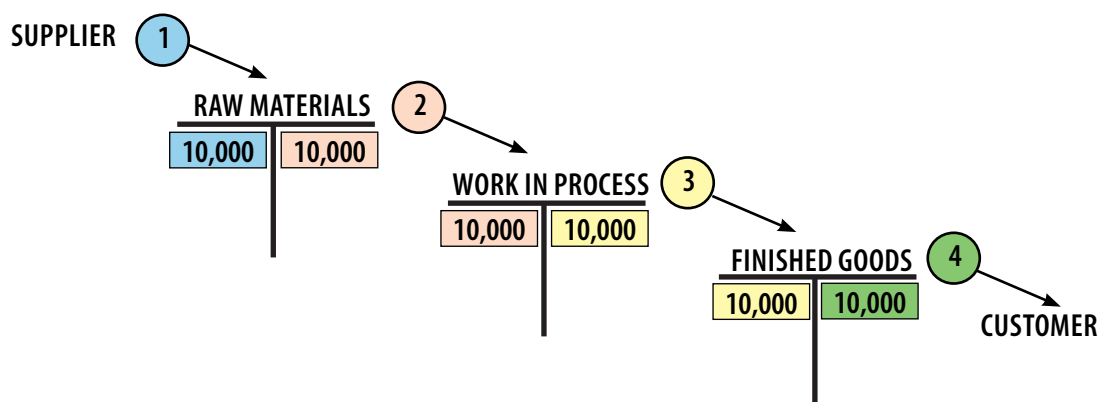 SUPPLIER 1
RAW MATERIALS 2
10,000 10,000
WORK IN PROCESS 3
10,000 10,000
FINISHED GOODS 4
10,000 10,000
CUSTOMER